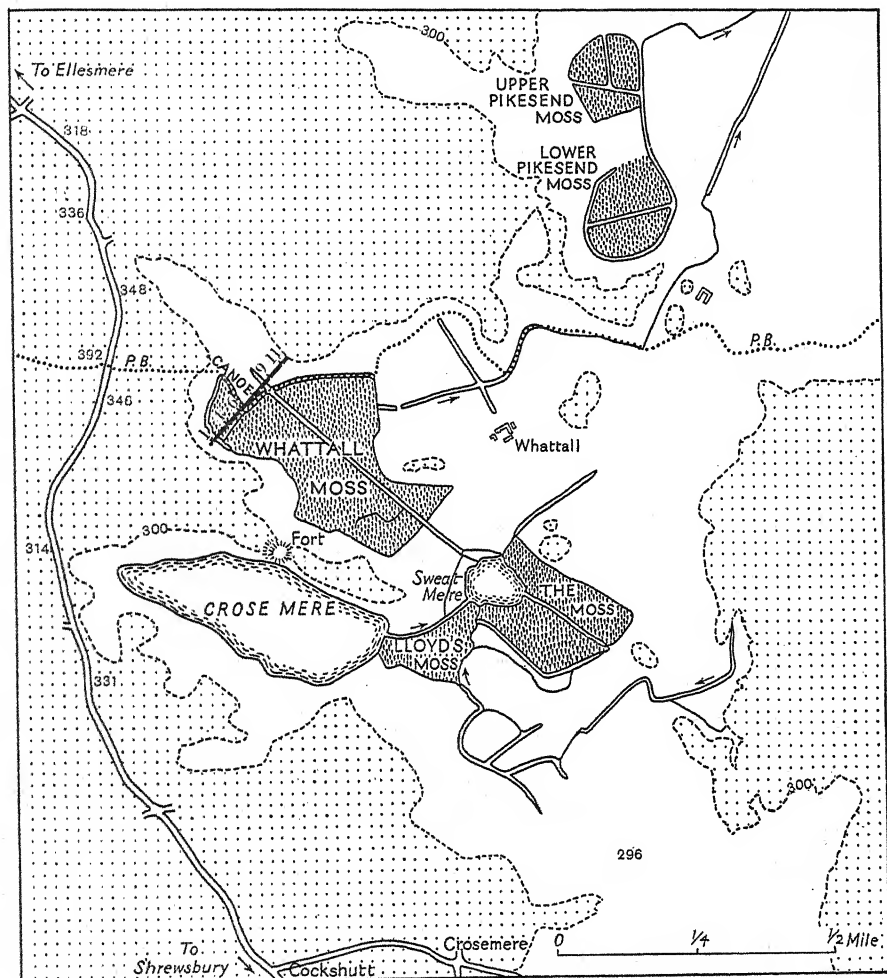 300
To Ellesmere
UPPER
PIKESEND
MOSS
318
LOWER
PIKESEND
MOSS
336
348
392
P.B.
P.B.
CANOE
346
WHATTALL
MOSS
Whattall
300
Fort
314
Sweat
Mere
THE
MOSS
CROSE MERE
LLOYD'S
MOSS
331
300
296
0
1/4
1/2 Mile
To
Shrewsbury
Cockshutt
Crosemere